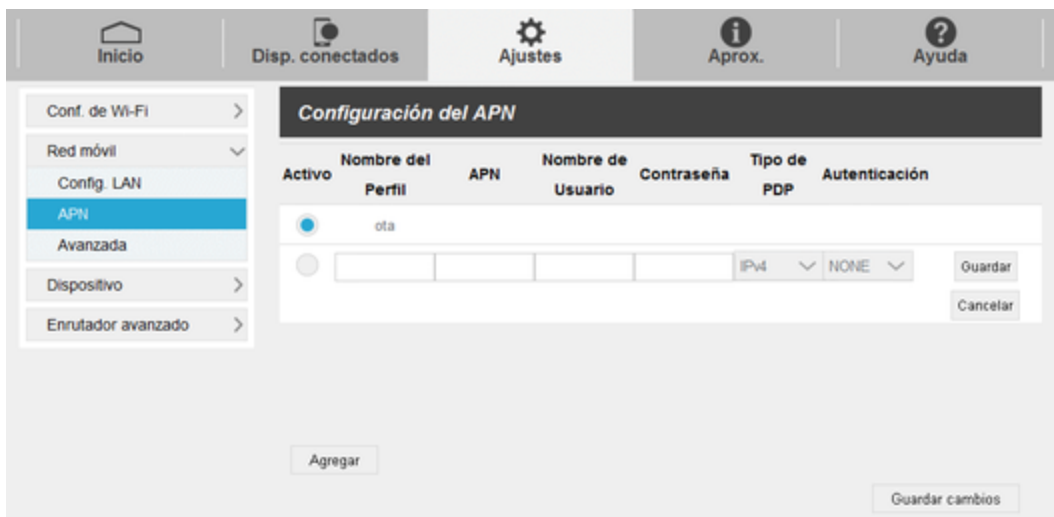 Inicio
Disp. conectados
Ajustes
Aprox.
Ayuda
Conf. de Wi-Fi
Red móvil
Config. LAN
APN
Avanzada
Dispositivo
Enrutador avanzado
Configuración del APN
Activo
Nombre del
Perfil
APN
Nombre de
Usuario
Contraseña
Tipo de
PDP
Autenticación
ota
IPv4
NONE
Guardar
Cancelar
Agregar
Guardar cambios